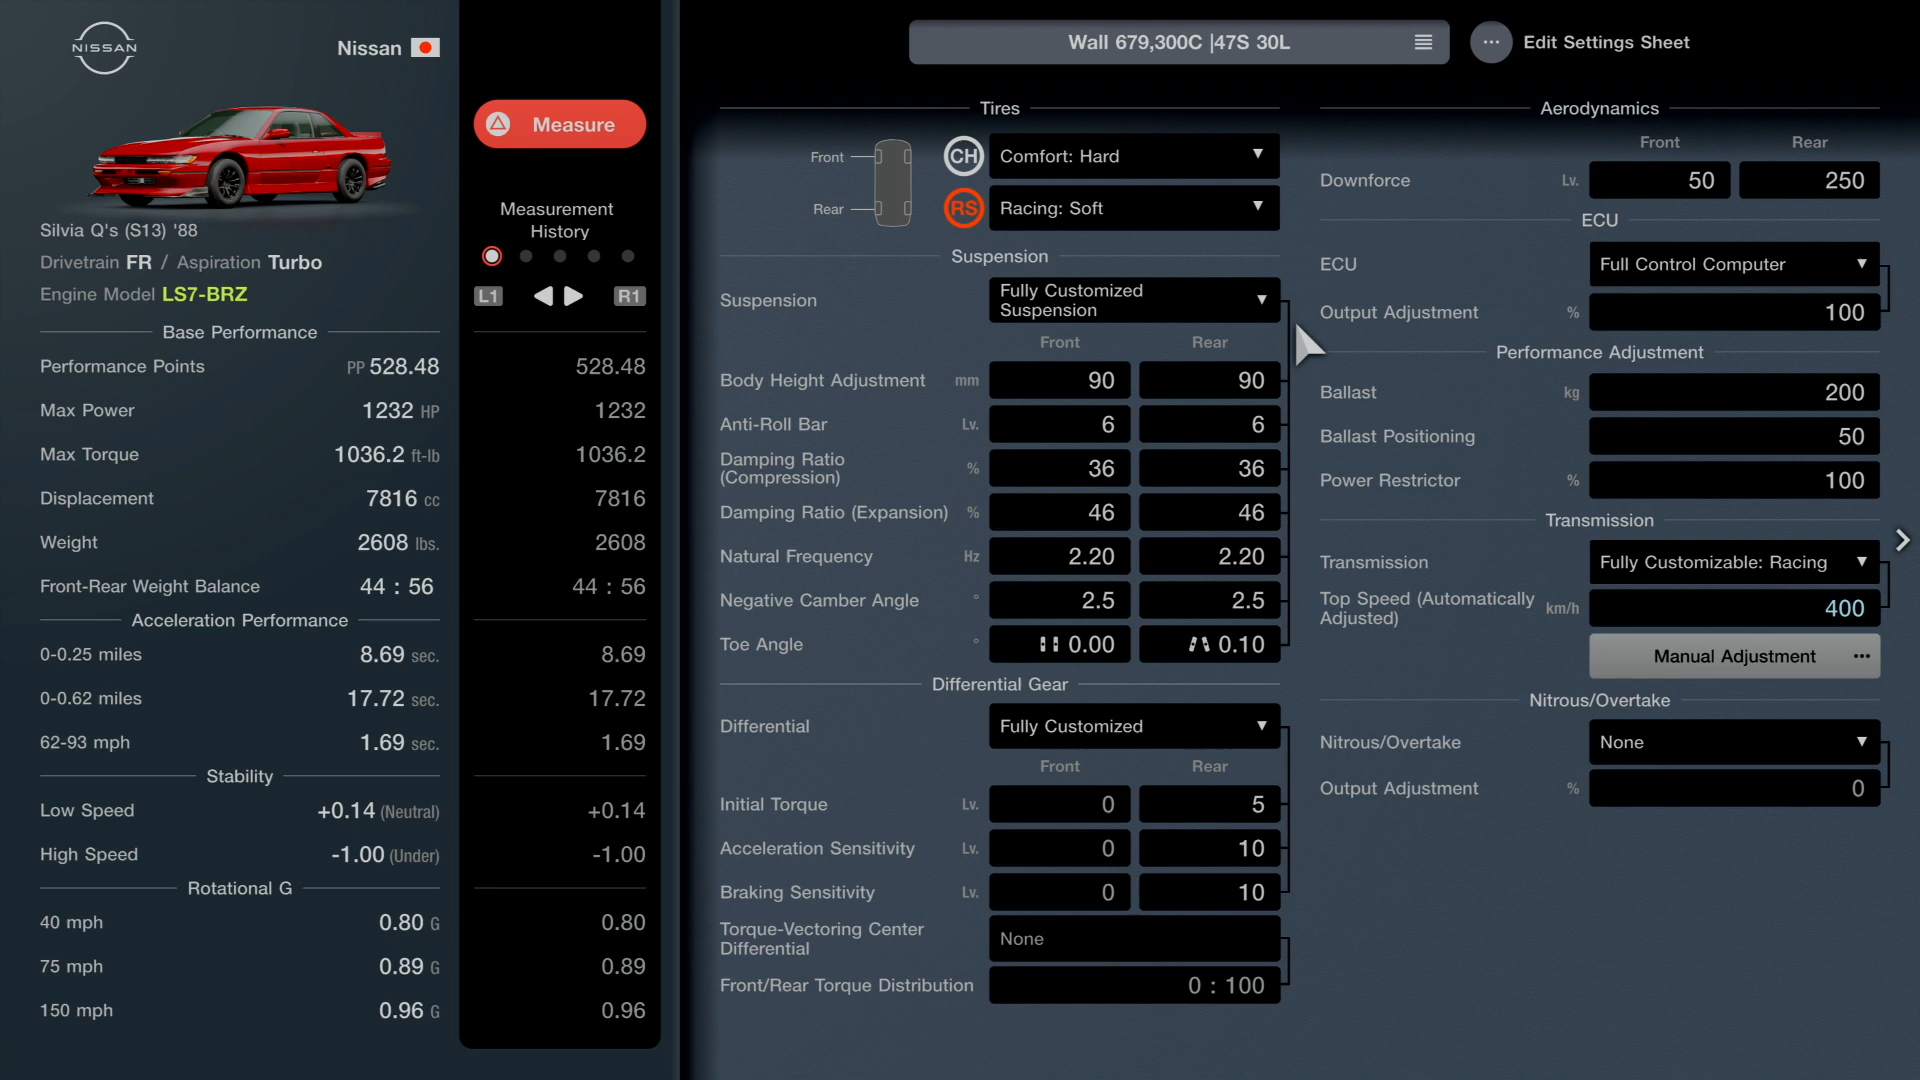 NISSAN
Nissan
Silvia Q's (S13) '88
Drivetrain FR / Aspiration Turbo
Engine Model LS7-BRZ
Base Performance
Performance Points PP 528.48
Max Power 1232 HP
Max Torque 1036.2 ft-lb
Displacement 7816 cc
Weight 2608 lbs.
Front-Rear Weight Balance 44 : 56
Acceleration Performance
0-0.25 miles 8.69 sec.
0-0.62 miles 17.72 sec.
62-93 mph 1.69 sec.
Stability
Low Speed +0.14 (Neutral)
High Speed -1.00 (Under)
Rotational G
40 mph 0.80 G
75 mph 0.89 G
150 mph 0.96 G
Measure
Measurement
History
L1 R1
528.48
1232
1036.2
7816
2608
44 : 56
8.69
17.72
1.69
+0.14
-1.00
0.80
0.89
0.96
Wall 679,300C |47S 30L
Edit Settings Sheet
Tires
Front CH Comfort: Hard
Rear RS Racing: Soft
Suspension
Suspension Fully Customized
Suspension
Front Rear
Body Height Adjustment mm 90 90
Anti-Roll Bar Lv. 6 6
Damping Ratio
(Compression) % 36 36
Damping Ratio (Expansion) % 46 46
Natural Frequency Hz 2.20 2.20
Negative Camber Angle ° 2.5 2.5
Toe Angle ° 0.00 0.10
Differential Gear
Differential Fully Customized
Front Rear
Initial Torque Lv. 0 5
Acceleration Sensitivity Lv. 0 10
Braking Sensitivity Lv. 0 10
Torque-Vectoring Center
Differential None
Front/Rear Torque Distribution 0 : 100
Aerodynamics
Front Rear
Downforce Lv. 50 250
ECU
ECU Full Control Computer
Output Adjustment % 100
Performance Adjustment
Ballast kg 200
Ballast Positioning 50
Power Restrictor % 100
Transmission
Transmission Fully Customizable: Racing
Top Speed (Automatically
Adjusted) km/h 400
Manual Adjustment
Nitrous/Overtake
Nitrous/Overtake None
Output Adjustment % 0